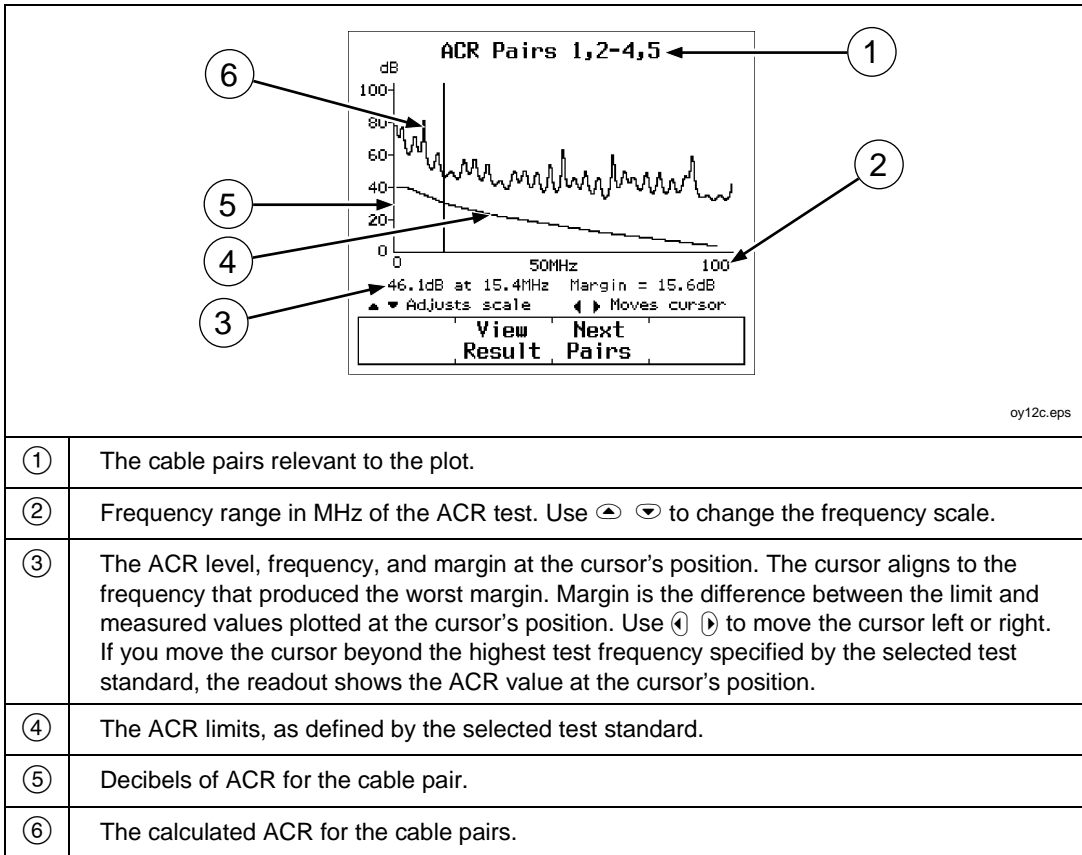 ACR Pairs 1,2-4,5
1
6
dB
100
80
60
2
40
5
20
4
0
0 50MHz 100
46.1dB at 15.4MHz Margin = 15.6dB
3
▲ ▼ Adjusts scale ◀ ▶ Moves cursor
View Next
Result Pairs
oy12c.eps
① The cable pairs relevant to the plot.
② Frequency range in MHz of the ACR test. Use ▲ ▼ to change the frequency scale.
③ The ACR level, frequency, and margin at the cursor's position. The cursor aligns to the
frequency that produced the worst margin. Margin is the difference between the limit and
measured values plotted at the cursor's position. Use ◀ ▶ to move the cursor left or right.
If you move the cursor beyond the highest test frequency specified by the selected test
standard, the readout shows the ACR value at the cursor's position.
④ The ACR limits, as defined by the selected test standard.
⑤ Decibels of ACR for the cable pair.
⑥ The calculated ACR for the cable pairs.